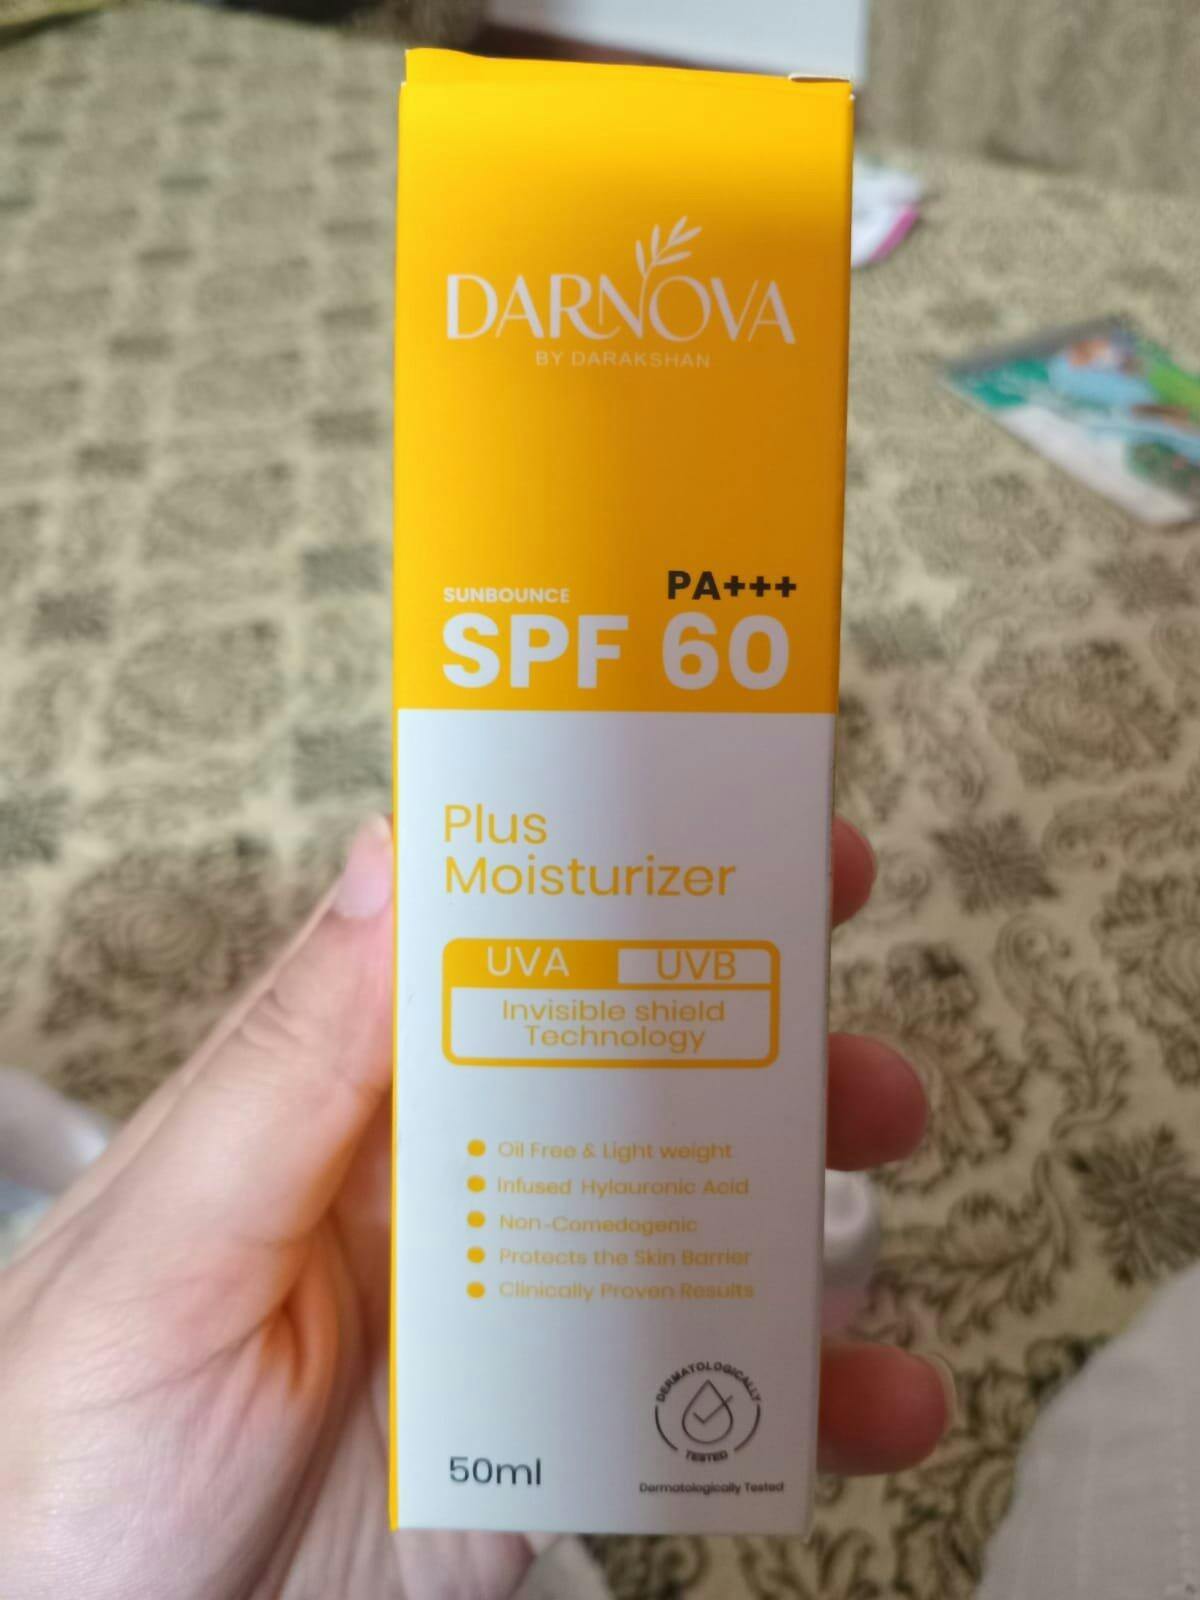 DARNOVA
BY DARAKSHAN
SUNBOUNCE
PA+++
SPF 60
Plus
Moisturizer
UVA UVB
Invisible shield
Technology
Oil Free & Light weight
Infused Hylauronic Acid
Non-Comedogenic
Protects the Skin Barrier
Clinically Proven Results
DERMATOLOGICALLY
TESTED
50ml
Dermatologically Tested